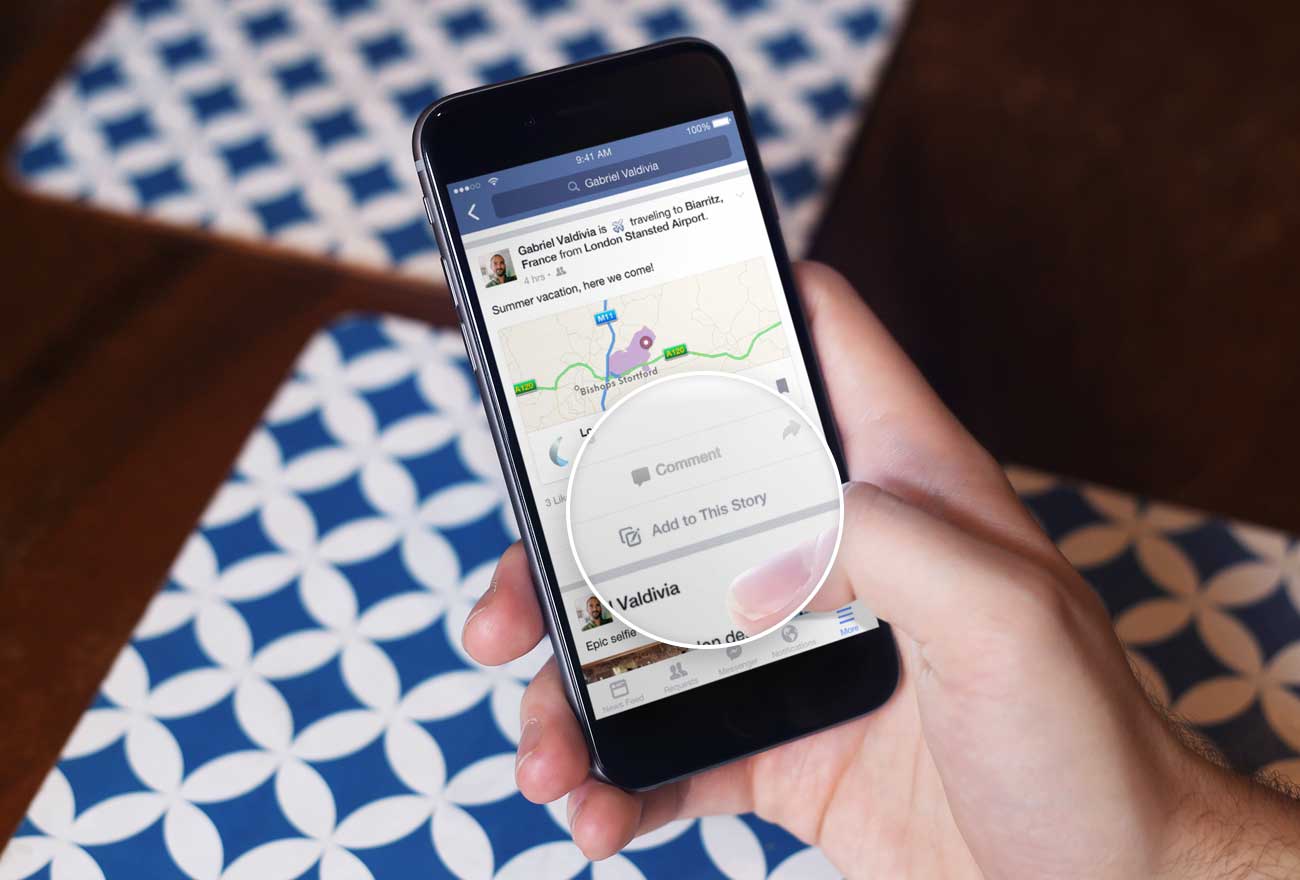 9:41 AM
100%
Gabriel Valdivia
Gabriel Valdivia is traveling to Biarritz,
France from London Stansted Airport.
4 hrs
Summer vacation, here we come!
M11
A120
A120
Bishops Stortford
Comment
Add to This Story
Valdivia
Epic selfie
News Feed
Requests
Messenger
Notifications
More